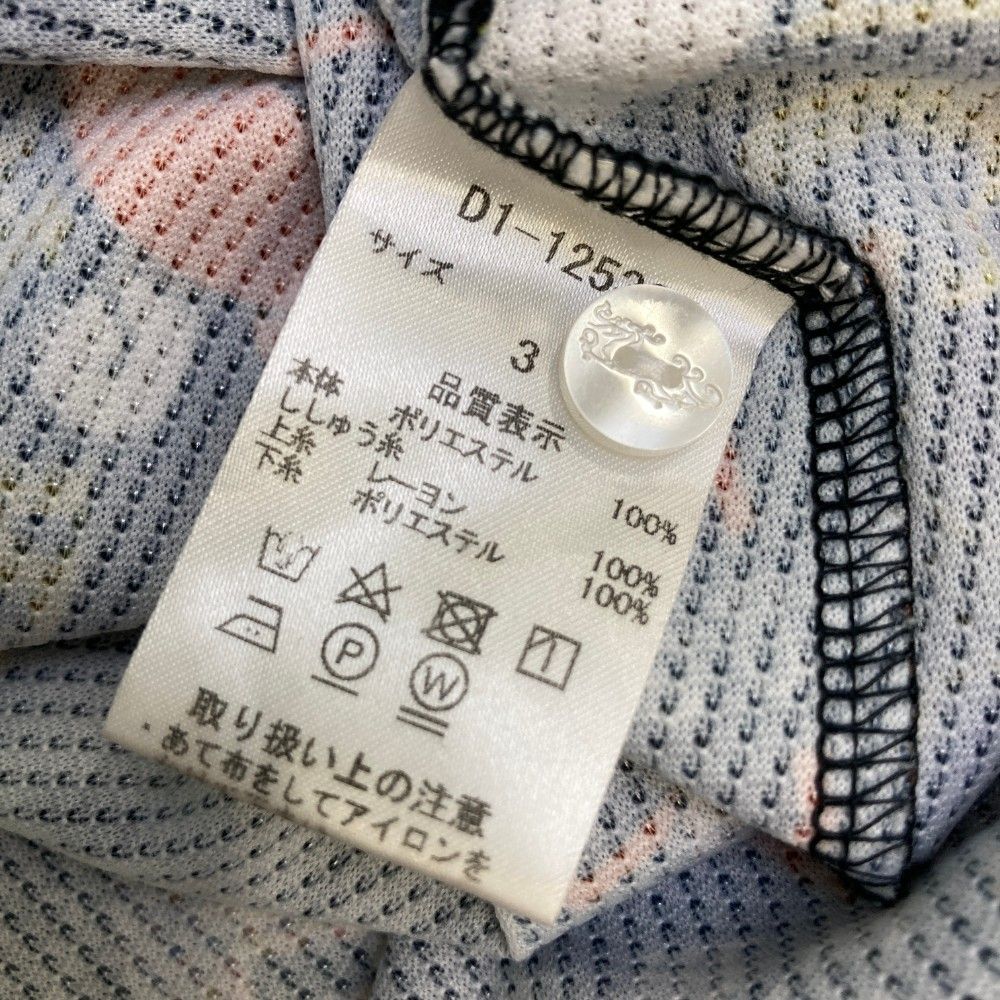 D1-125
サイズ
3
品質表示
本体 ポリエステル 100%
ししゅう糸
上糸 レーヨン 100%
下糸 ポリエステル 100%
P
W
取り扱い上の注意
・あて布をしてアイロンを